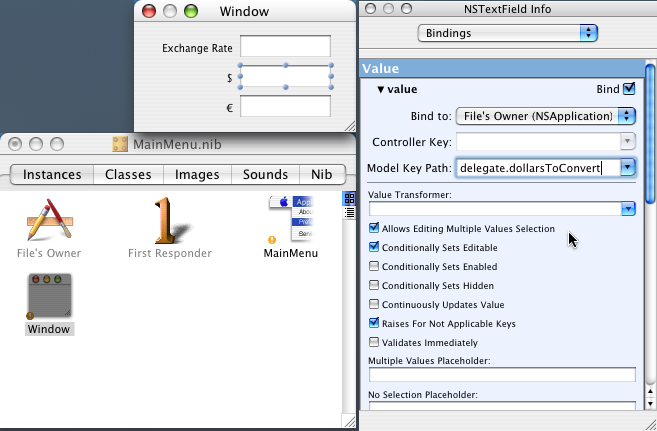 Window
Exchange Rate
$
€
MainMenu.nib
Instances
Classes
Images
Sounds
Nib
File's Owner
First Responder
MainMenu
Window
NSTextField Info
Bindings
Value
value
Bind
Bind to:
File's Owner (NSApplication)
Controller Key:
Model Key Path:
delegate.dollarsToConvert
Value Transformer:
Allows Editing Multiple Values Selection
Conditionally Sets Editable
Conditionally Sets Enabled
Conditionally Sets Hidden
Continuously Updates Value
Raises For Not Applicable Keys
Validates Immediately
Multiple Values Placeholder:
No Selection Placeholder: